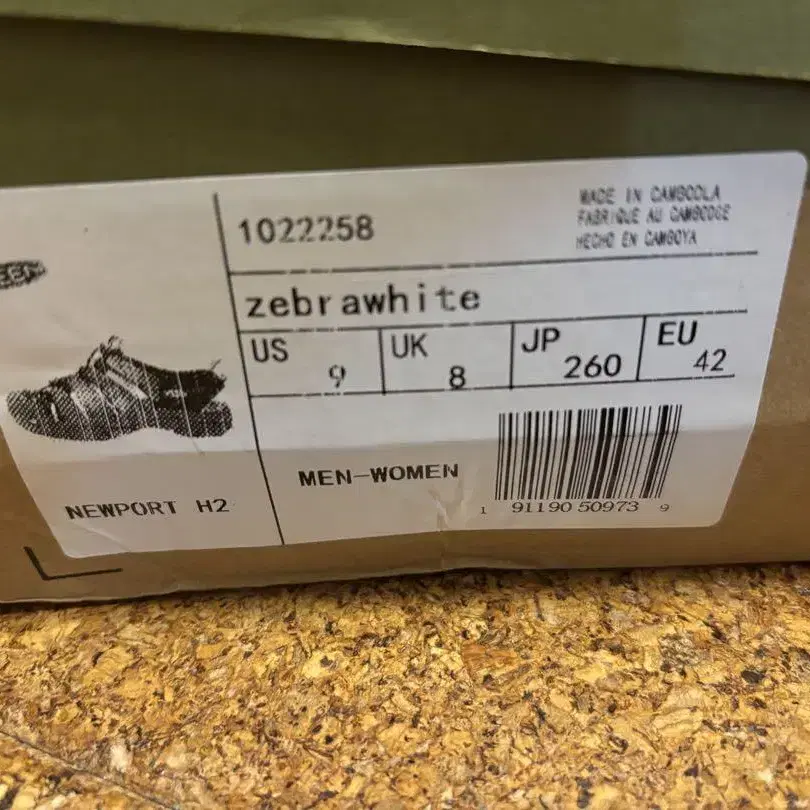 1022258
MADE IN CAMBODIA
FABRIQUE AU CAMBODGE
HECHO EN CAMBOYA
EEN
zebrawhite
US 9
UK 8
JP 260
EU 42
MEN-WOMEN
NEWPORT H2
1 91190 50973 9